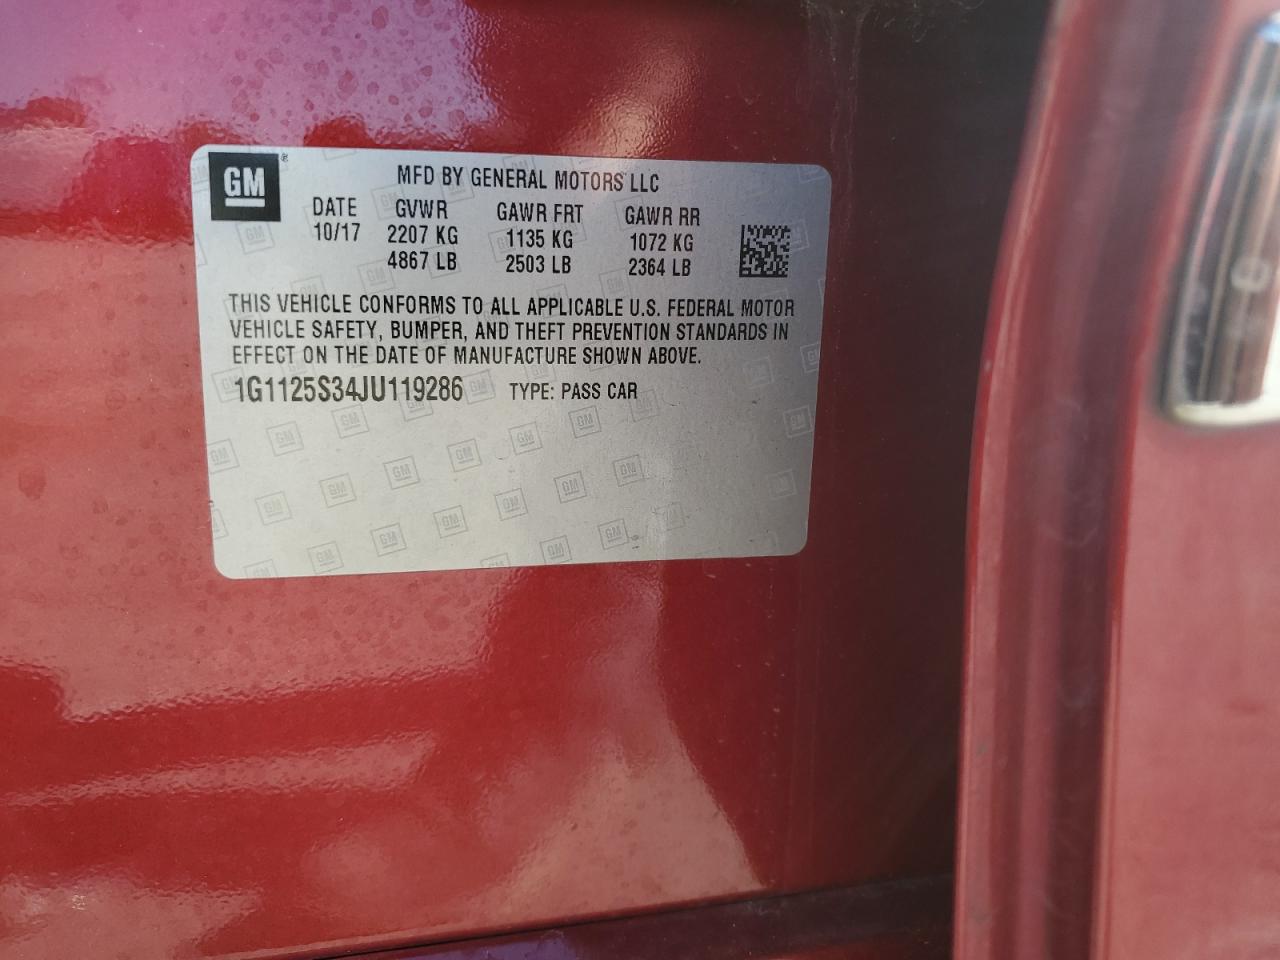 GM ®
MFD BY GENERAL MOTORS LLC
DATE GVWR GAWR FRT GAWR RR
10/17 2207 KG 1135 KG 1072 KG
4867 LB 2503 LB 2364 LB
THIS VEHICLE CONFORMS TO ALL APPLICABLE U.S. FEDERAL MOTOR
VEHICLE SAFETY, BUMPER, AND THEFT PREVENTION STANDARDS IN
EFFECT ON THE DATE OF MANUFACTURE SHOWN ABOVE.
1G1125S34JU119286 TYPE: PASS CAR